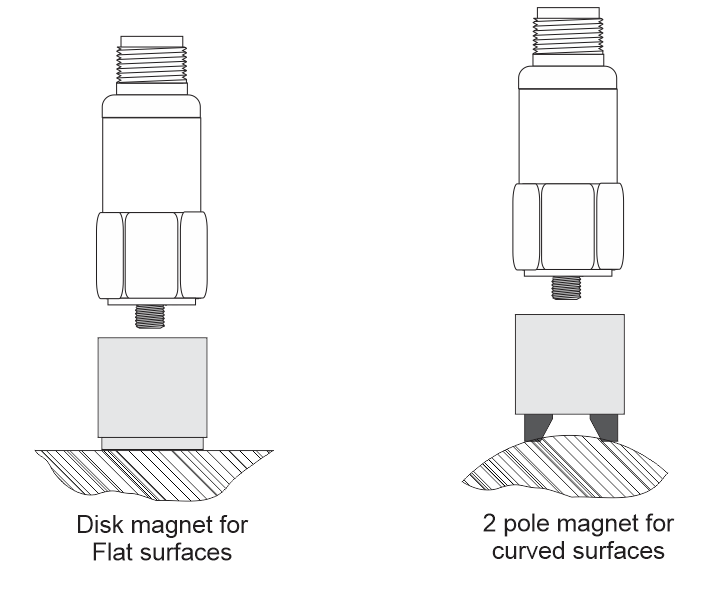 Disk magnet for
Flat surfaces
2 pole magnet for
curved surfaces